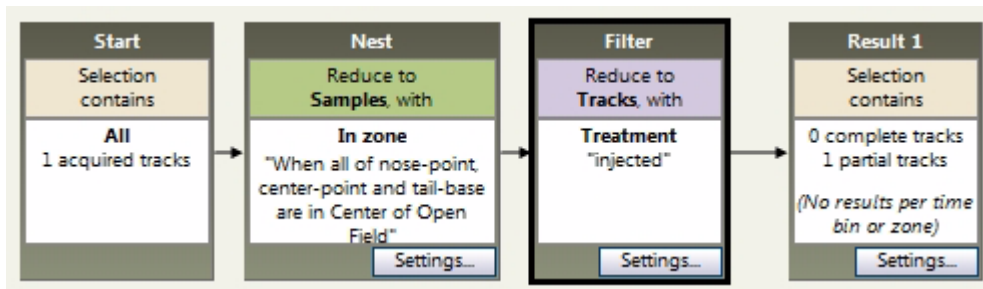 Start
Selection
contains
All
1 acquired tracks
Nest
Reduce to
Samples, with
In zone
"When all of nose-point,
center-point and tail-base
are in Center of Open
Field"
Settings...
Filter
Reduce to
Tracks, with
Treatment
"injected"
Settings...
Result 1
Selection
contains
0 complete tracks
1 partial tracks
(No results per time
bin or zone)
Settings...